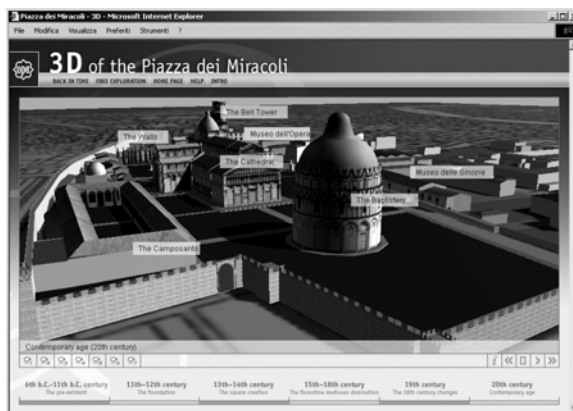 Piazza dei Miracoli - 3D - Microsoft Internet Explorer
File Modifica Visualizza Preferiti Strumenti ?
3D of the Piazza dei Miracoli
BACK IN TIME FREE EXPLORATION HOME PAGE HELP INTRO
The Bell Tower
The Walls
Museo dell'Opera
The Cathedral
Museo delle Sinopie
The Baptistery
The Camposanto
Contemporary age (20th century)
6th b.C.-11th b.C. century 11th-12th century 13th-14th century 15th-18th century 19th century 20th century
The pre-existent The foundation The square creation The florentine medicean domination The 19th century changes Contemporary age